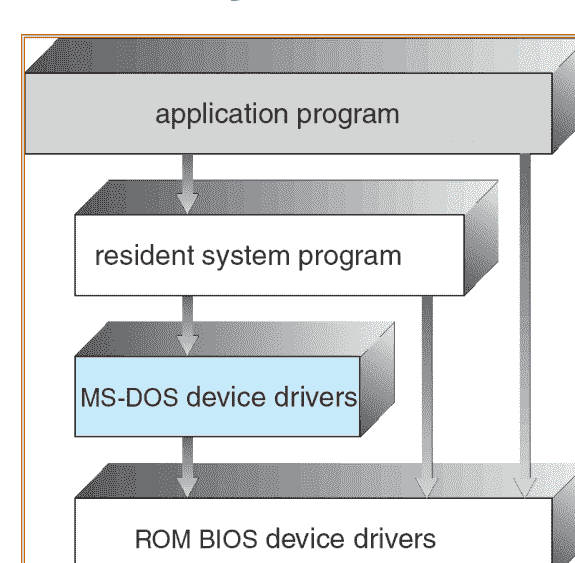 application program
resident system program
MS-DOS device drivers
ROM BIOS device drivers